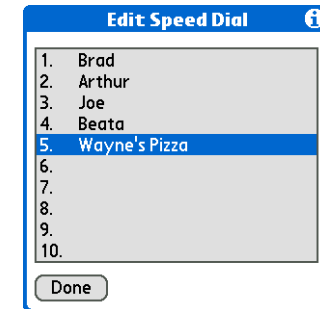 Edit Speed Dial
1. Brad
2. Arthur
3. Joe
4. Beata
5. Wayne's Pizza
6.
7.
8.
9.
10.
Done